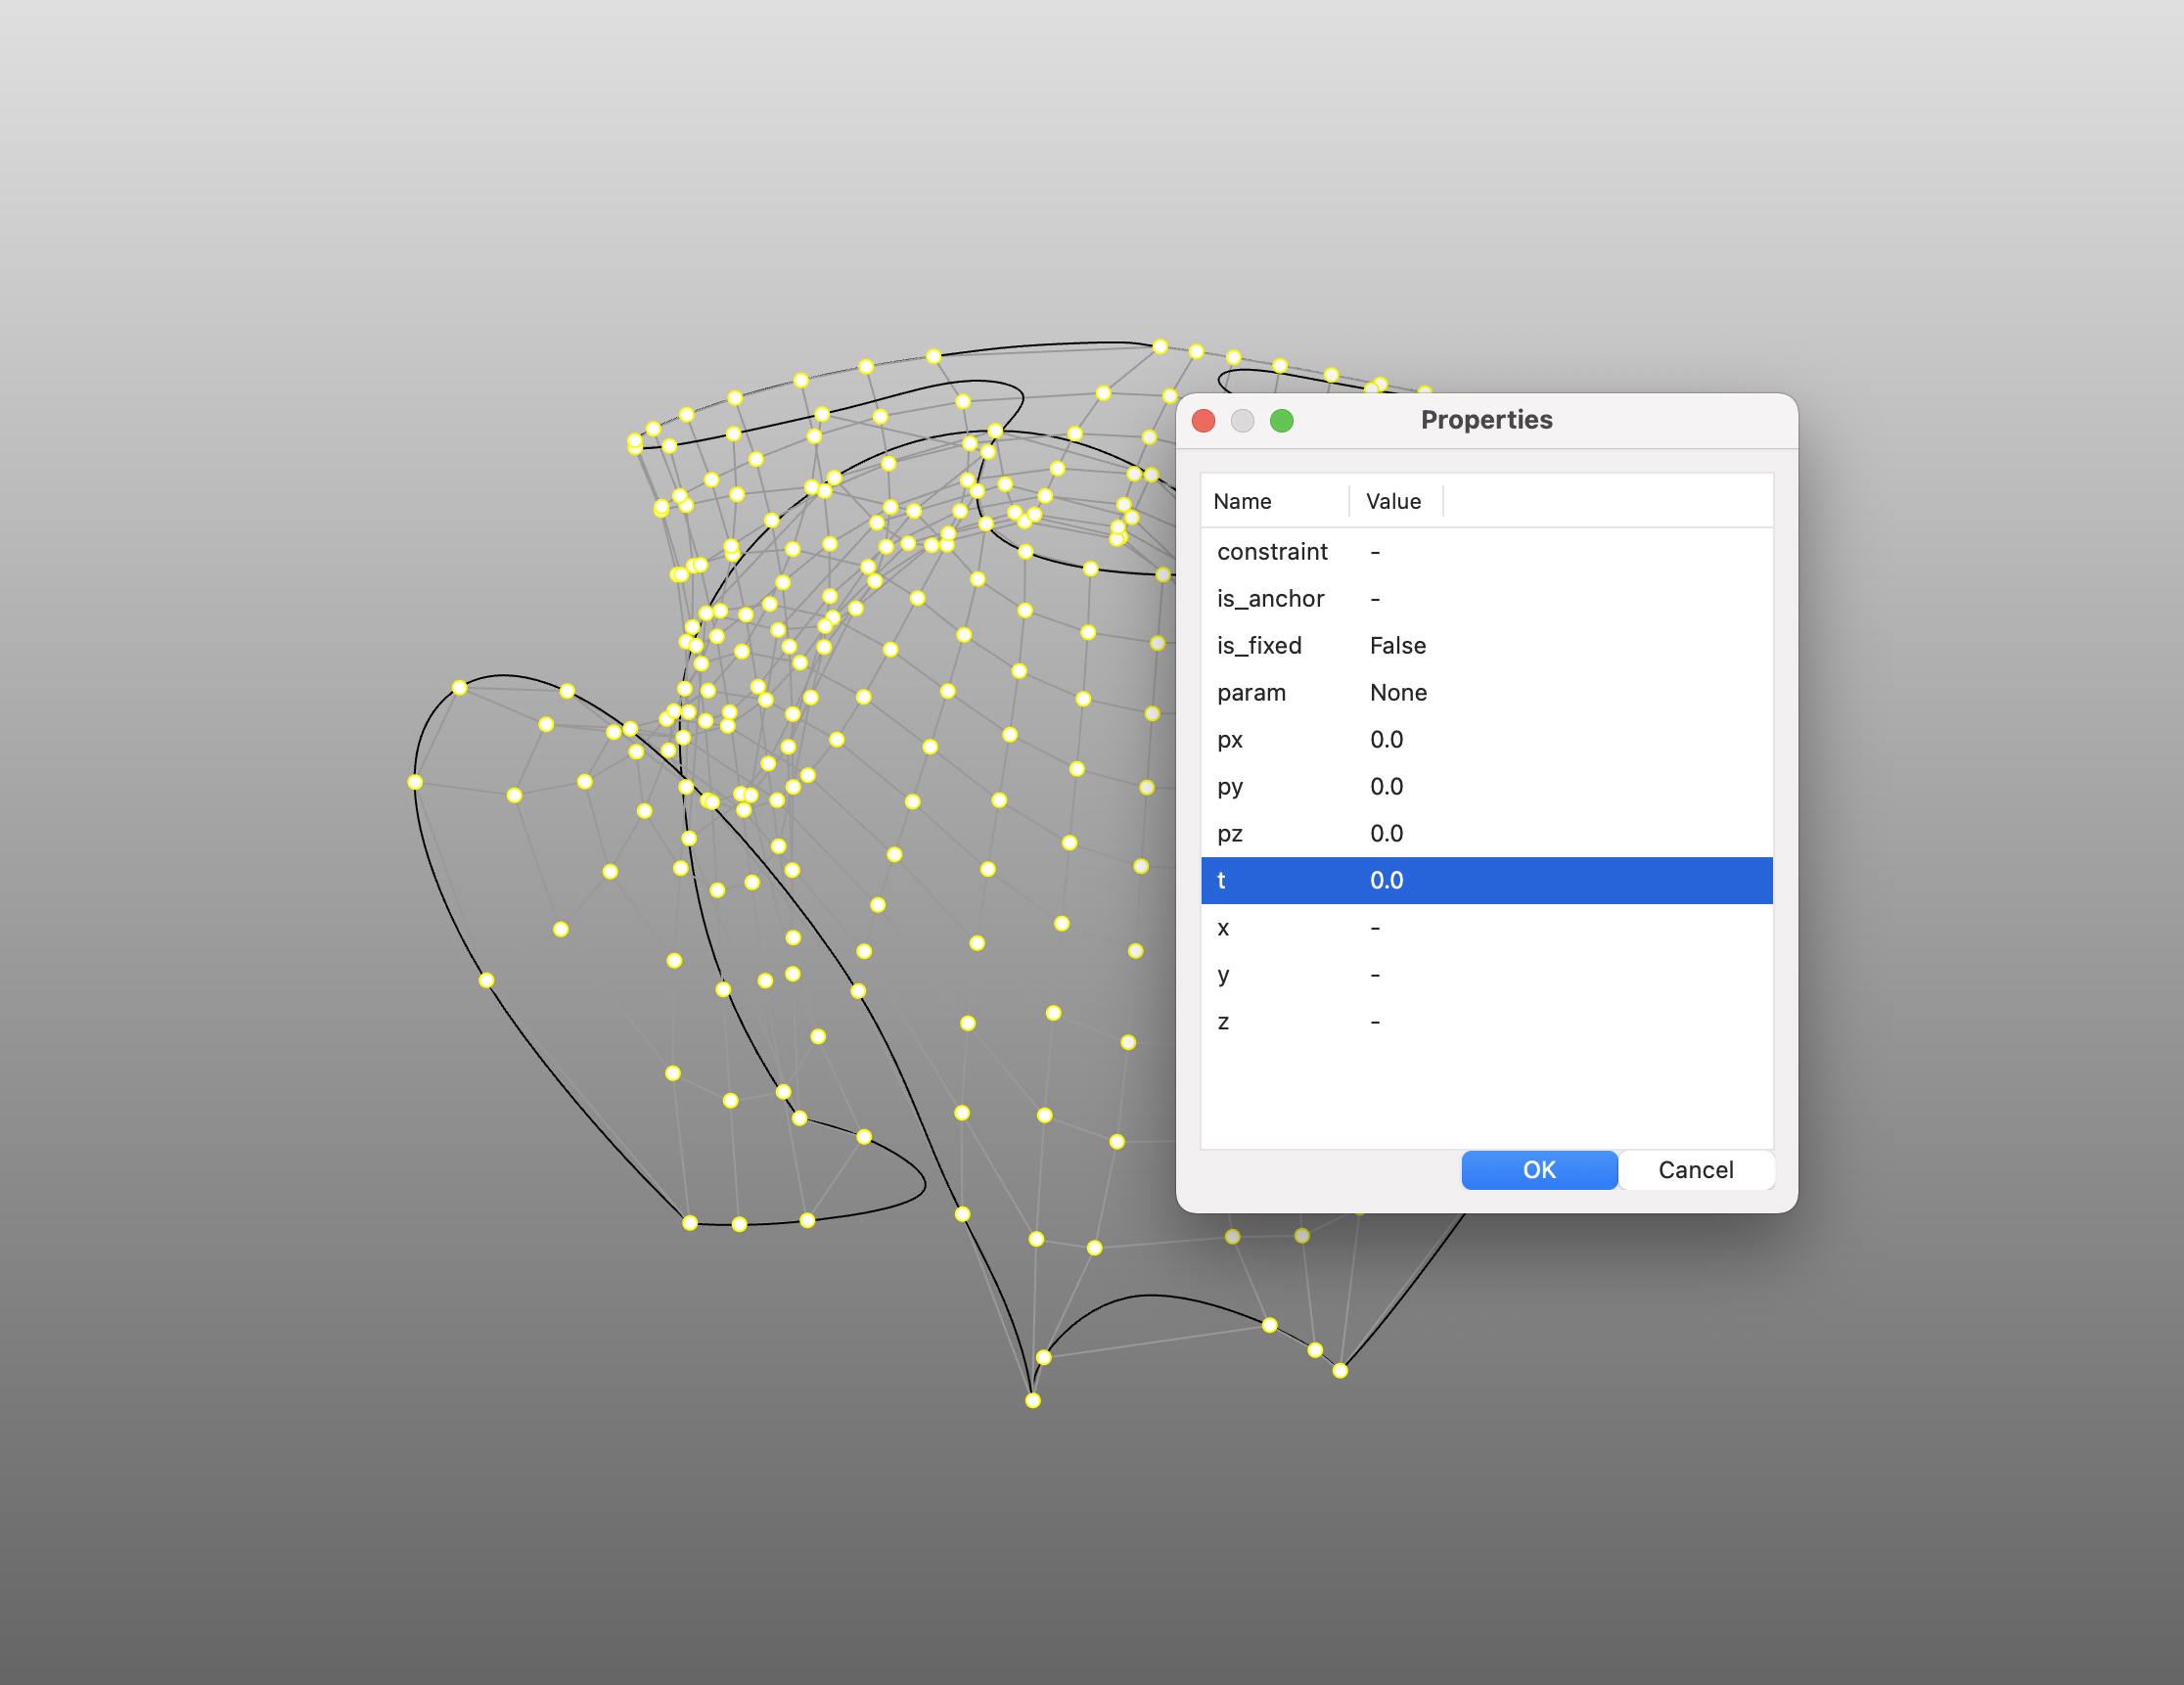 Properties
Name Value
constraint -
is_anchor -
is_fixed False
param None
px 0.0
py 0.0
pz 0.0
t 0.0
x -
y -
z -
OK Cancel